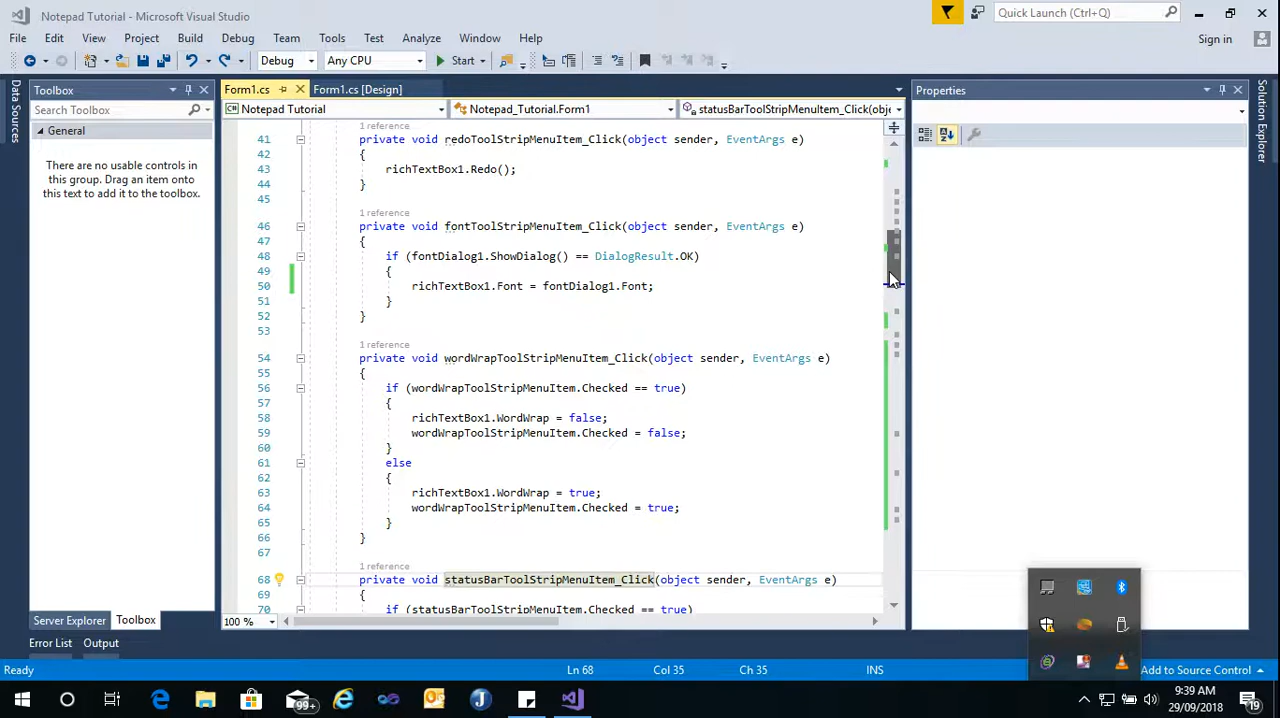 Notepad Tutorial - Microsoft Visual Studio
Quick Launch (Ctrl+Q)
File Edit View Project Build Debug Team Tools Test Analyze Window Help
Sign in
Debug Any CPU Start
Data Sources
Toolbox
Search Toolbox
General
There are no usable controls in this group. Drag an item onto this text to add it to the toolbox.
Form1.cs Form1.cs [Design]
Notepad Tutorial Notepad_Tutorial.Form1 statusBarToolStripMenuItem_Click(obje
1 reference
41 private void redoToolStripMenuItem_Click(object sender, EventArgs e)
42 {
43 richTextBox1.Redo();
44 }
45
1 reference
46 private void fontToolStripMenuItem_Click(object sender, EventArgs e)
47 {
48 if (fontDialog1.ShowDialog() == DialogResult.OK)
49 {
50 richTextBox1.Font = fontDialog1.Font;
51 }
52 }
53
1 reference
54 private void wordWrapToolStripMenuItem_Click(object sender, EventArgs e)
55 {
56 if (wordWrapToolStripMenuItem.Checked == true)
57 {
58 richTextBox1.WordWrap = false;
59 wordWrapToolStripMenuItem.Checked = false;
60 }
61 else
62 {
63 richTextBox1.WordWrap = true;
64 wordWrapToolStripMenuItem.Checked = true;
65 }
66 }
67
1 reference
68 private void statusBarToolStripMenuItem_Click(object sender, EventArgs e)
69 {
70 if (statusBarToolStripMenuItem.Checked == true)
100 %
Properties
Solution Explorer
Server Explorer Toolbox
Error List Output
Ready Ln 68 Col 35 Ch 35 INS Add to Source Control
99+
9:39 AM
29/09/2018
19